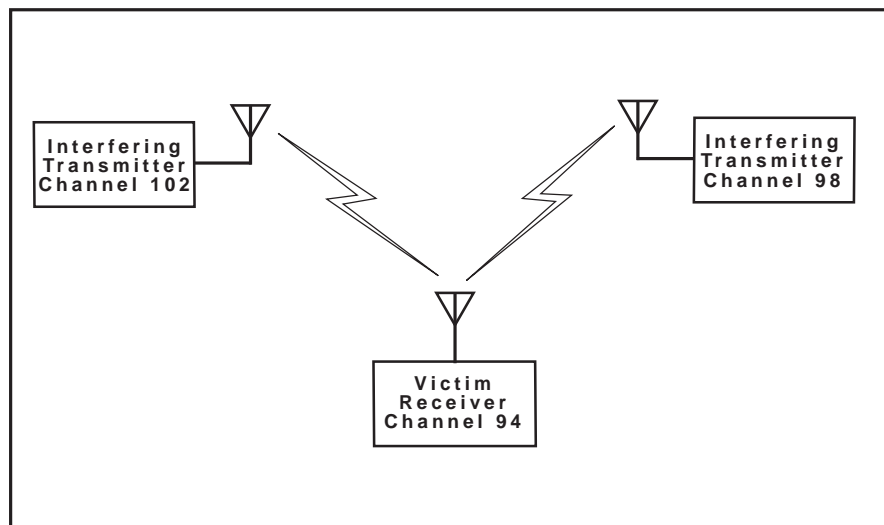 Interfering
Transmitter
Channel 102
Interfering
Transmitter
Channel 98
Victim
Receiver
Channel 94